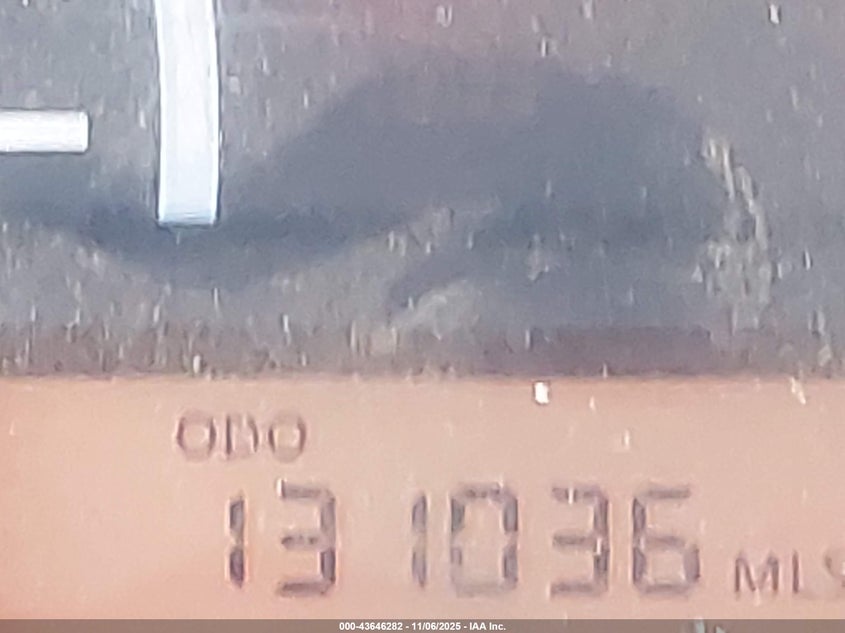 ODO
131036 MLS
000-43646282 - 11/06/2025 - IAA Inc.